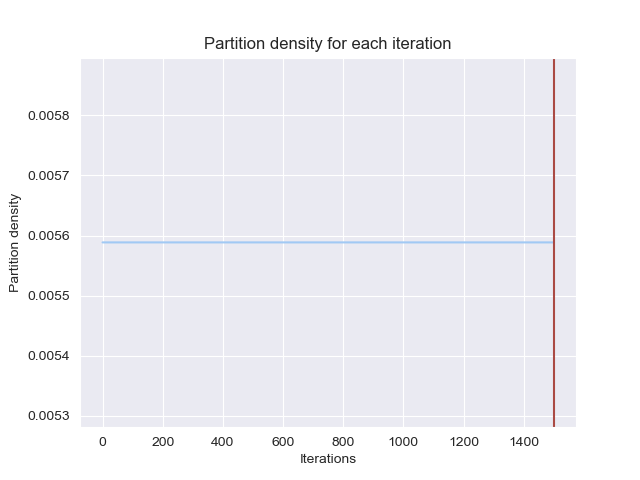 Partition density for each iteration
0.0058
0.0057
0.0056
0.0055
0.0054
0.0053
Partition density
0 200 400 600 800 1000 1200 1400
Iterations